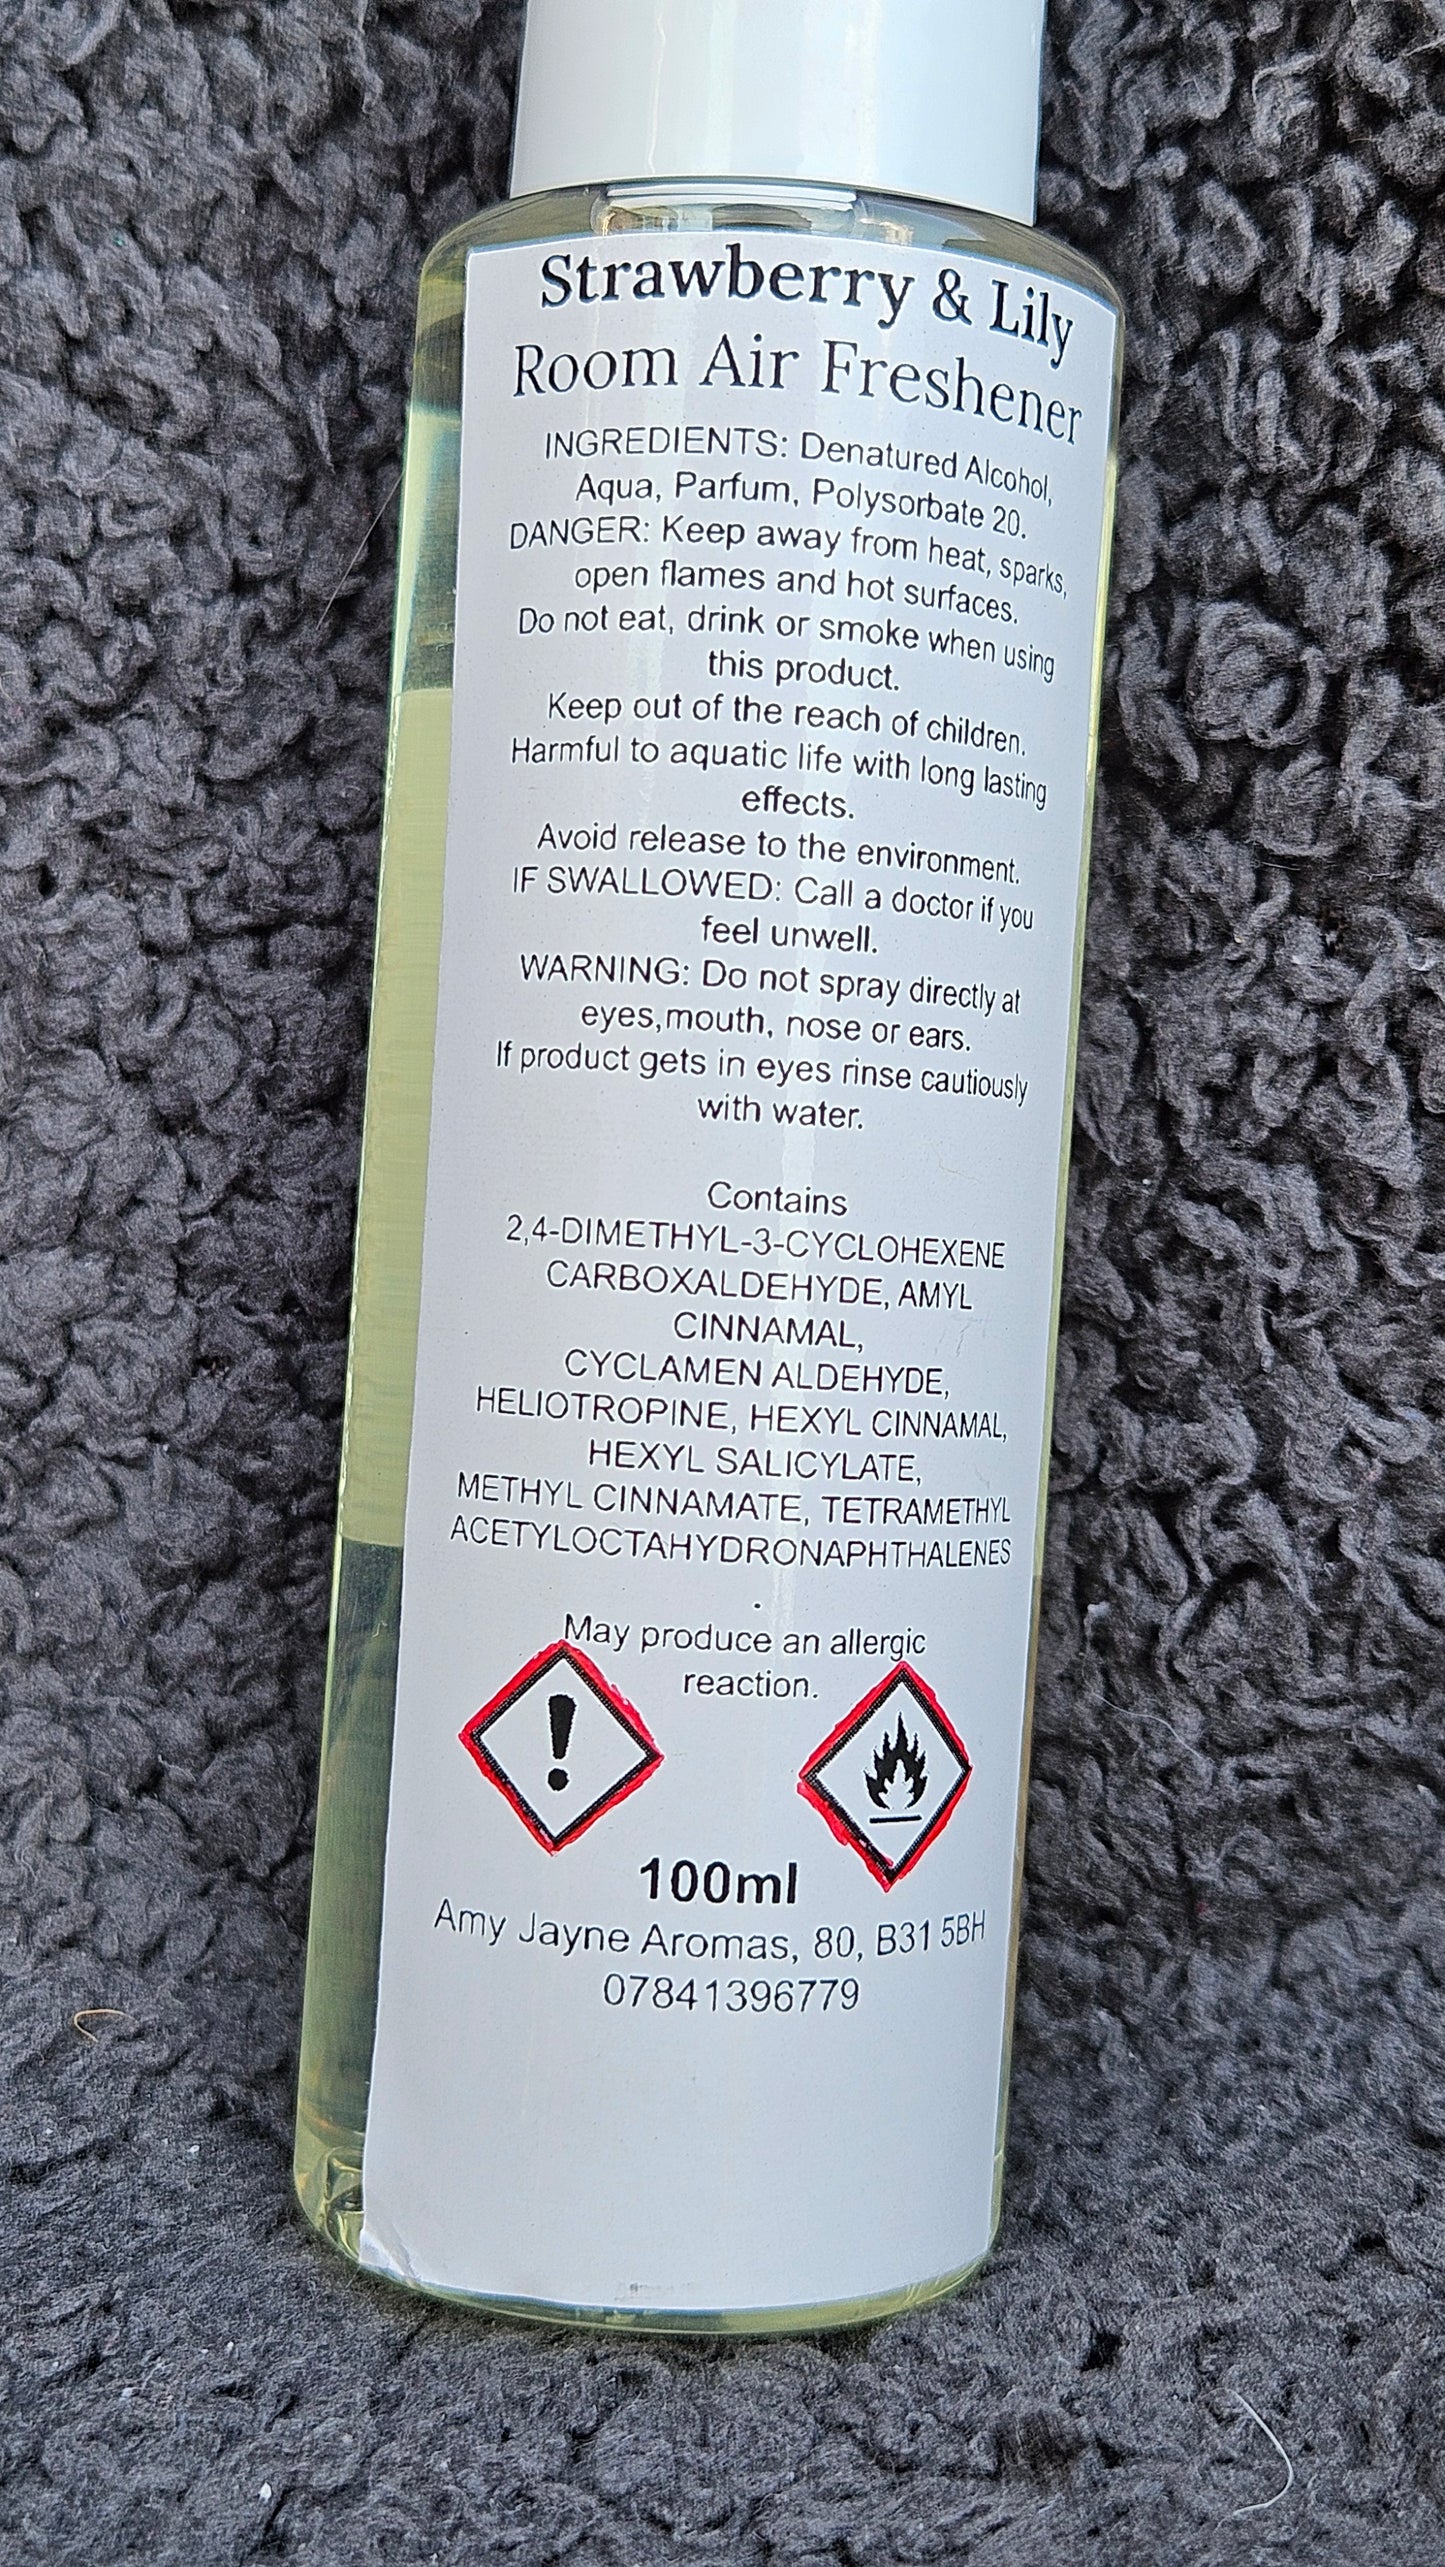 Strawberry & Lily
Room Air Freshener
INGREDIENTS: Denatured Alcohol,
Aqua, Parfum, Polysorbate 20.
DANGER: Keep away from heat, sparks,
open flames and hot surfaces.
Do not eat, drink or smoke when using
this product.
Keep out of the reach of children.
Harmful to aquatic life with long lasting
effects.
Avoid release to the environment.
IF SWALLOWED: Call a doctor if you
feel unwell.
WARNING: Do not spray directly at
eyes,mouth, nose or ears.
If product gets in eyes rinse cautiously
with water.
Contains
2,4-DIMETHYL-3-CYCLOHEXENE
CARBOXALDEHYDE, AMYL
CINNAMAL,
CYCLAMEN ALDEHYDE,
HELIOTROPINE, HEXYL CINNAMAL,
HEXYL SALICYLATE,
METHYL CINNAMATE, TETRAMETHYL
ACETYLOCTAHYDRONAPHTHALENES
.
May produce an allergic
reaction.
100ml
Amy Jayne Aromas, 80, B31 5BH
07841396779